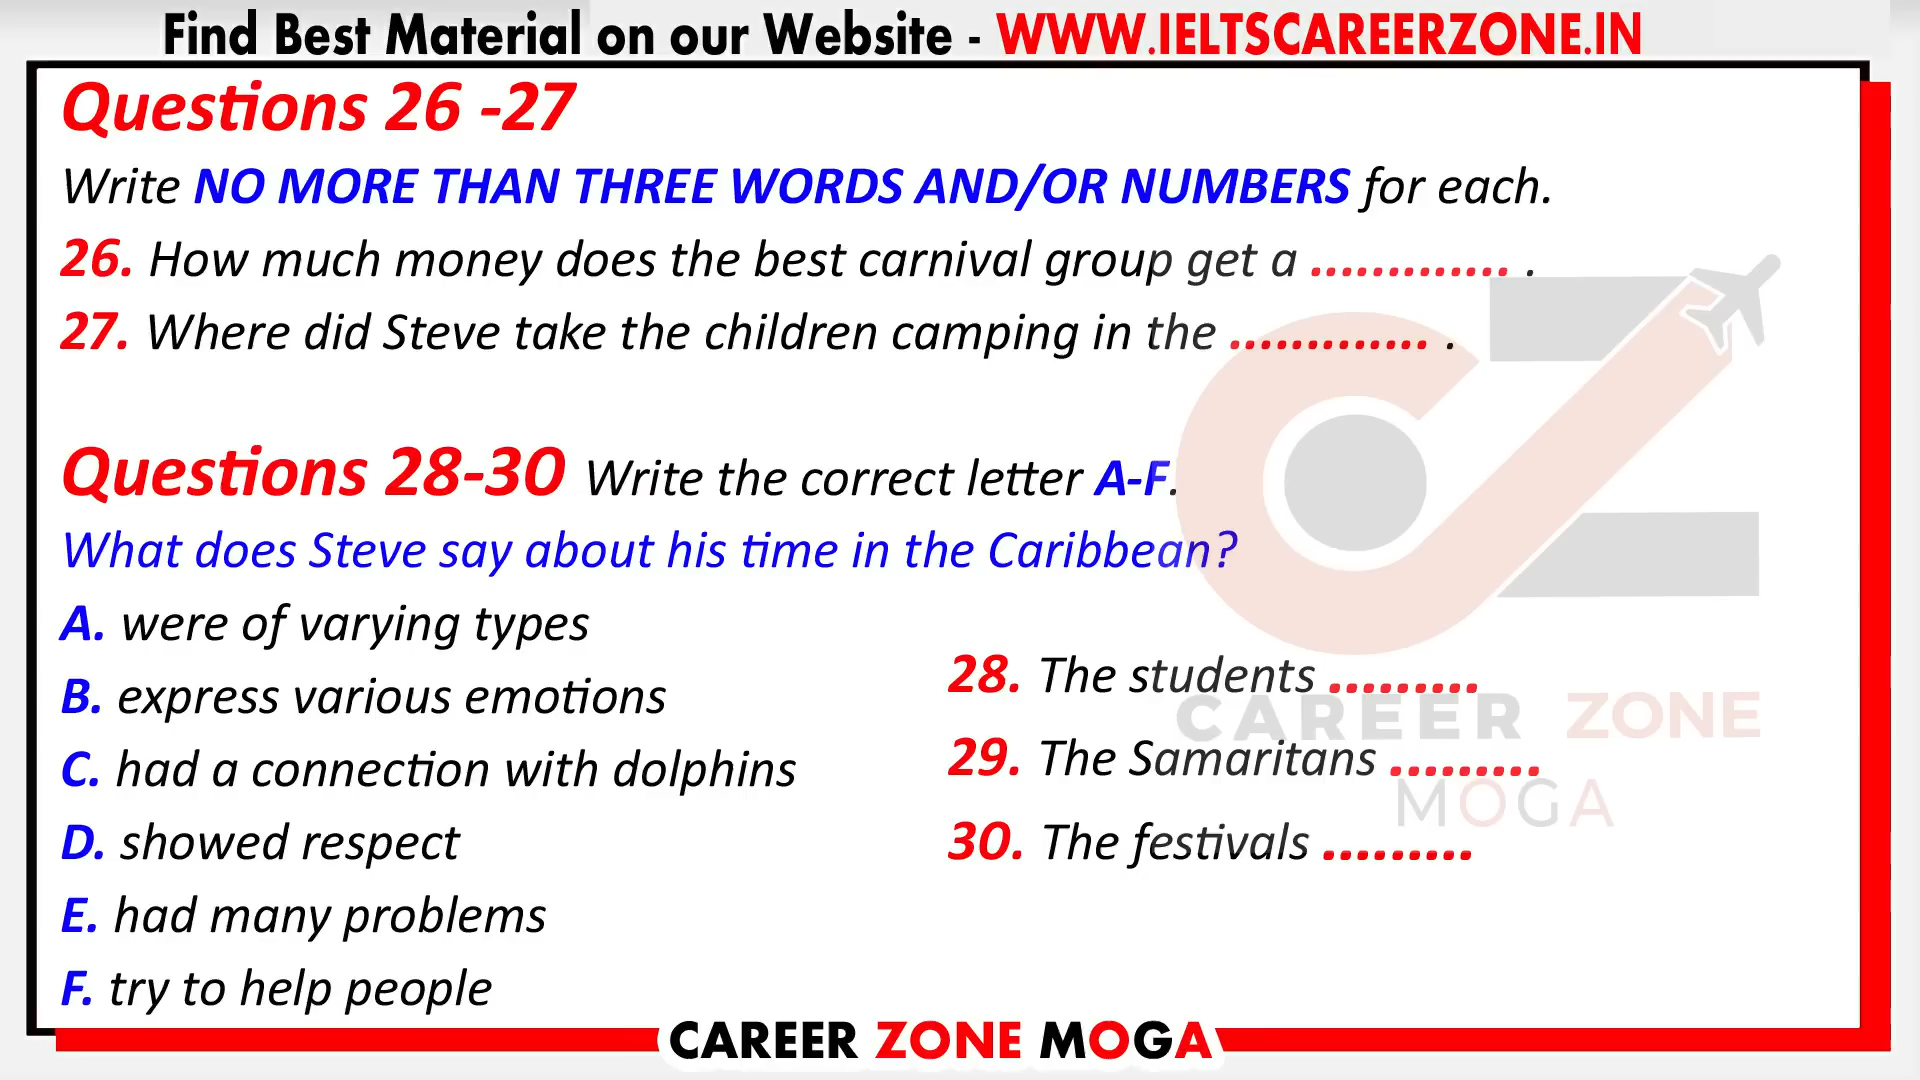 Find Best Material on our Website - WWW.IELTSCAREERZONE.IN
Questions 26 -27
Write NO MORE THAN THREE WORDS AND/OR NUMBERS for each.
26. How much money does the best carnival group get a ............. .
27. Where did Steve take the children camping in the ............. .
Questions 28-30 Write the correct letter A-F.
What does Steve say about his time in the Caribbean?
A. were of varying types
B. express various emotions
C. had a connection with dolphins
D. showed respect
E. had many problems
F. try to help people
28. The students .........
29. The Samaritans .........
30. The festivals .........
CAREER ZONE
MOGA
CAREER ZONE MOGA